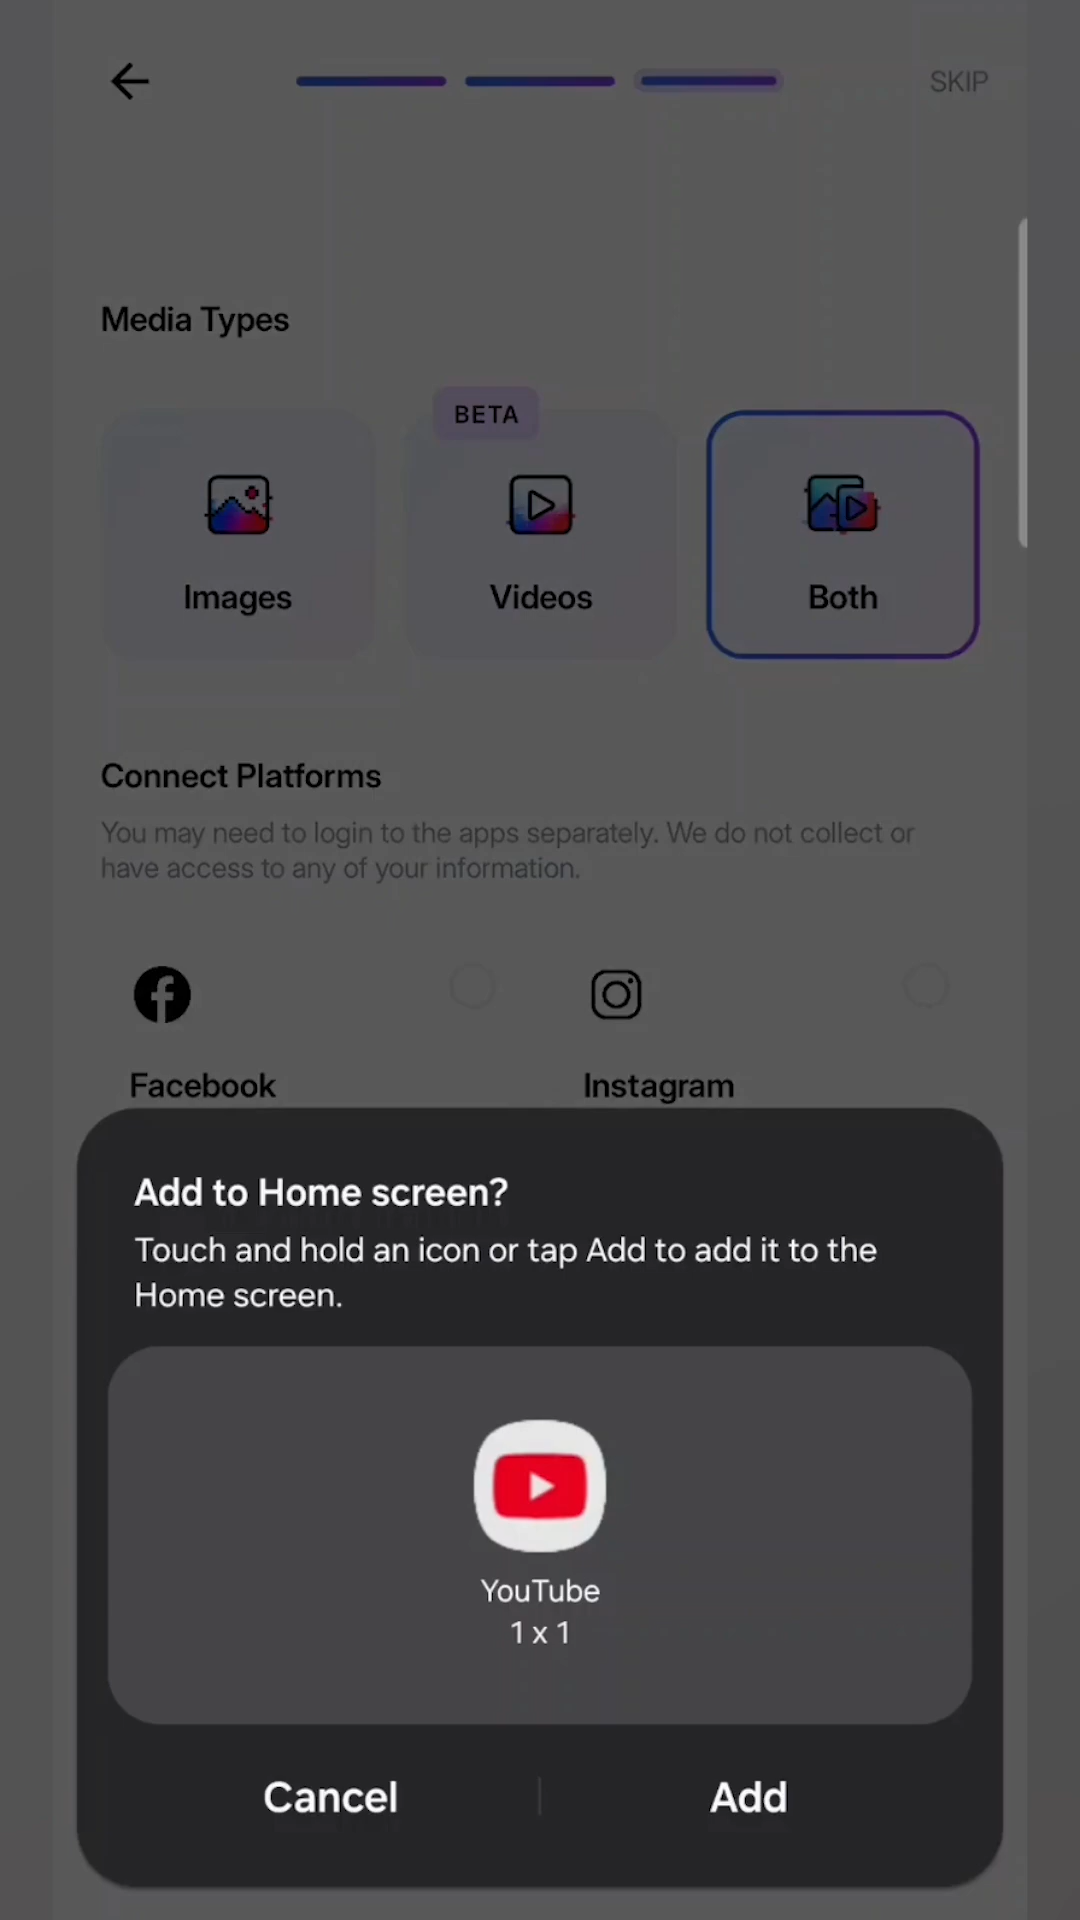 SKIP
Media Types
BETA
Images
Videos
Both
Connect Platforms
You may need to login to the apps separately. We do not collect or
have access to any of your information.
Facebook
Instagram
Add to Home screen?
Touch and hold an icon or tap Add to add it to the
Home screen.
YouTube
1 x 1
Cancel
Add